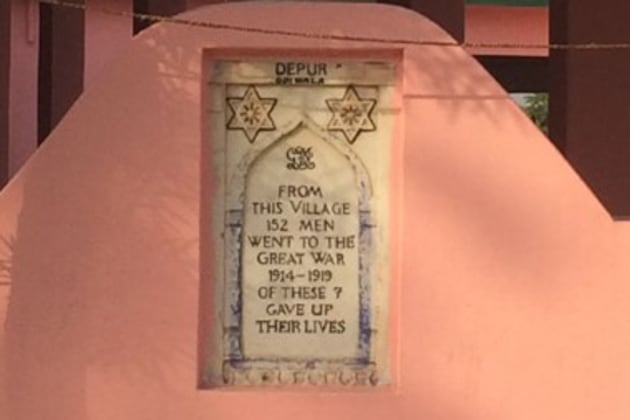 DEPUR
FROM
THIS VILLAGE
152 MEN
WENT TO THE
GREAT WAR
1914-1919
OF THESE 7
GAVE UP
THEIR LIVES